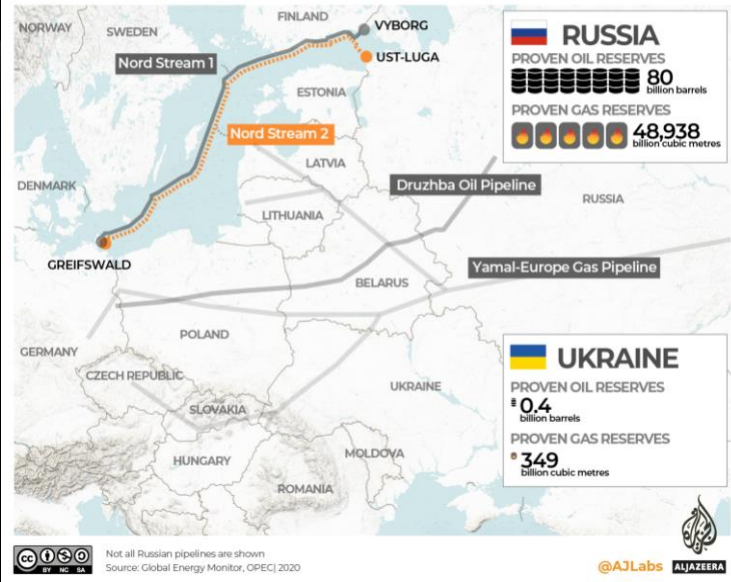 NORWAY
SWEDEN
FINLAND
VYBORG
UST-LUGA
Nord Stream 1
ESTONIA
Nord Stream 2
LATVIA
DENMARK
LITHUANIA
Druzhba Oil Pipeline
RUSSIA
GREIFSWALD
Yamal-Europe Gas Pipeline
BELARUS
POLAND
GERMANY
CZECH REPUBLIC
UKRAINE
SLOVAKIA
HUNGARY
MOLDOVA
ROMANIA
RUSSIA
PROVEN OIL RESERVES
80
billion barrels
PROVEN GAS RESERVES
48,938
billion cubic metres
UKRAINE
PROVEN OIL RESERVES
0.4
billion barrels
PROVEN GAS RESERVES
349
billion cubic metres
cc BY NC SA
Not all Russian pipelines are shown
Source: Global Energy Monitor, OPEC| 2020
@AJLabs
ALJAZEERA